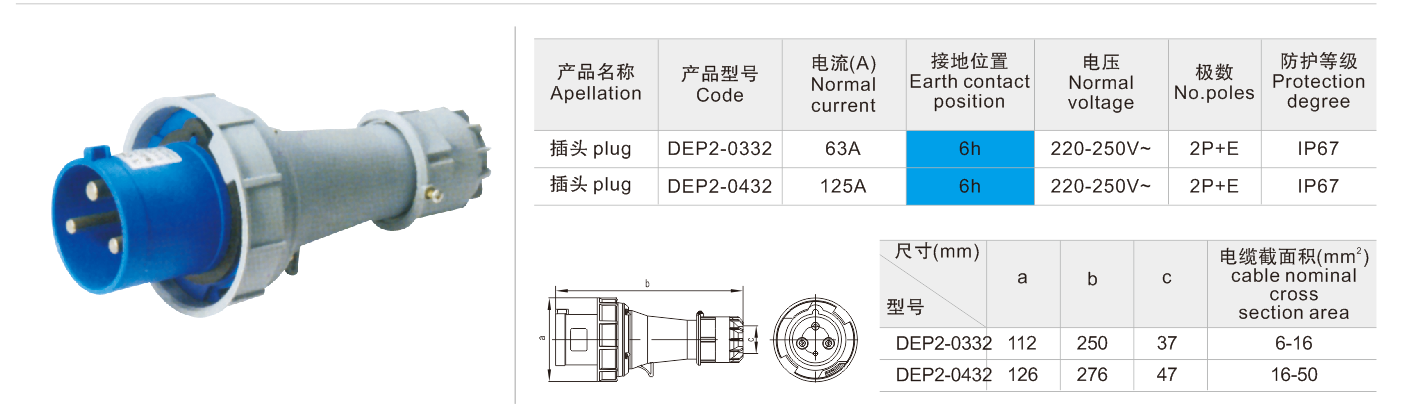 产品名称 Apellation
产品型号 Code
电流(A) Normal current
接地位置 Earth contact position
电压 Normal voltage
极数 No.poles
防护等级 Protection degree
插头 plug DEP2-0332 63A 6h 220-250V~ 2P+E IP67
插头 plug DEP2-0432 125A 6h 220-250V~ 2P+E IP67
b
a
c
尺寸(mm)
型号
a b c
电缆截面积(mm²)
cable nominal
cross
section area
DEP2-0332 112 250 37 6-16
DEP2-0432 126 276 47 16-50